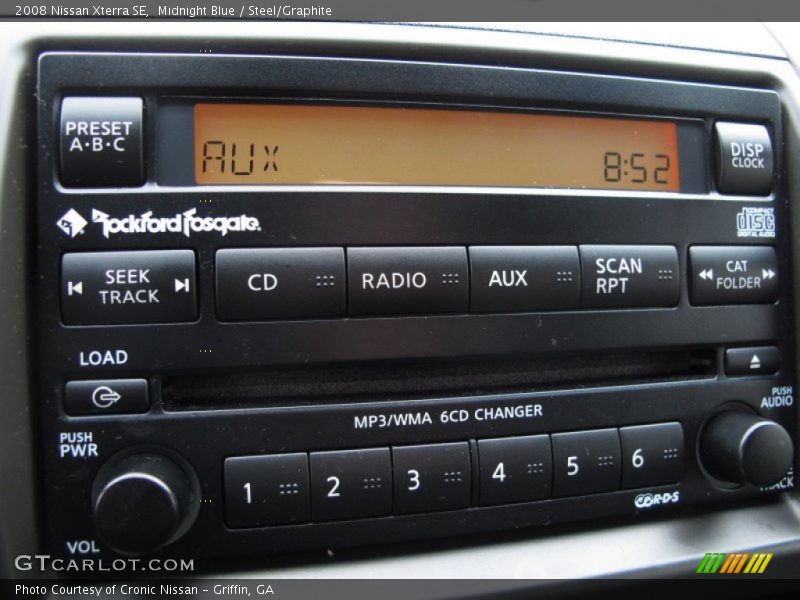 2008 Nissan Xterra SE,  Midnight Blue / Steel/Graphite
PRESET
A·B·C
AUX 8:52
DISP
CLOCK
Rockford Fosgate
COMPACT
disc
DIGITAL AUDIO
SEEK
TRACK
CD
RADIO
AUX
SCAN
RPT
CAT
FOLDER
LOAD
MP3/WMA 6CD CHANGER
PUSH
AUDIO
PUSH
PWR
1 2 3 4 5 6
R·D·S
TRACK
VOL
GTCARLOT.COM
Photo Courtesy of Cronic Nissan - Griffin, GA